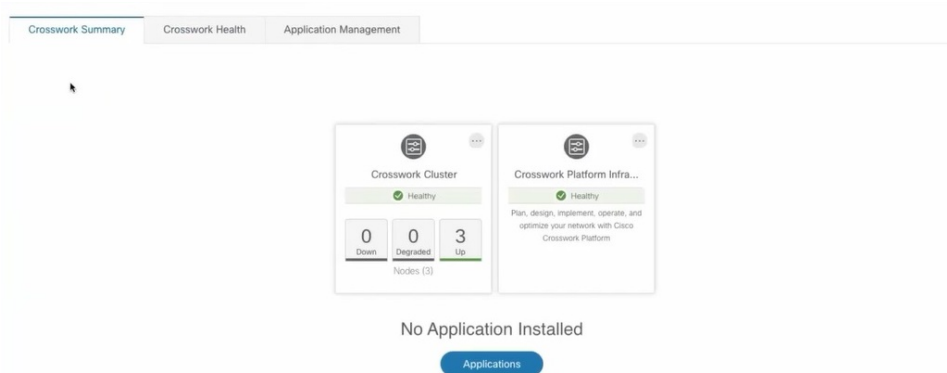 Crosswork Summary Crosswork Health Application Management
Crosswork Cluster
Healthy
0 0 3
Down Degraded Up
Nodes (3)
Crosswork Platform Infra...
Healthy
Plan, design, implement, operate, and
optimize your network with Cisco
Crosswork Platform
No Application Installed
Applications